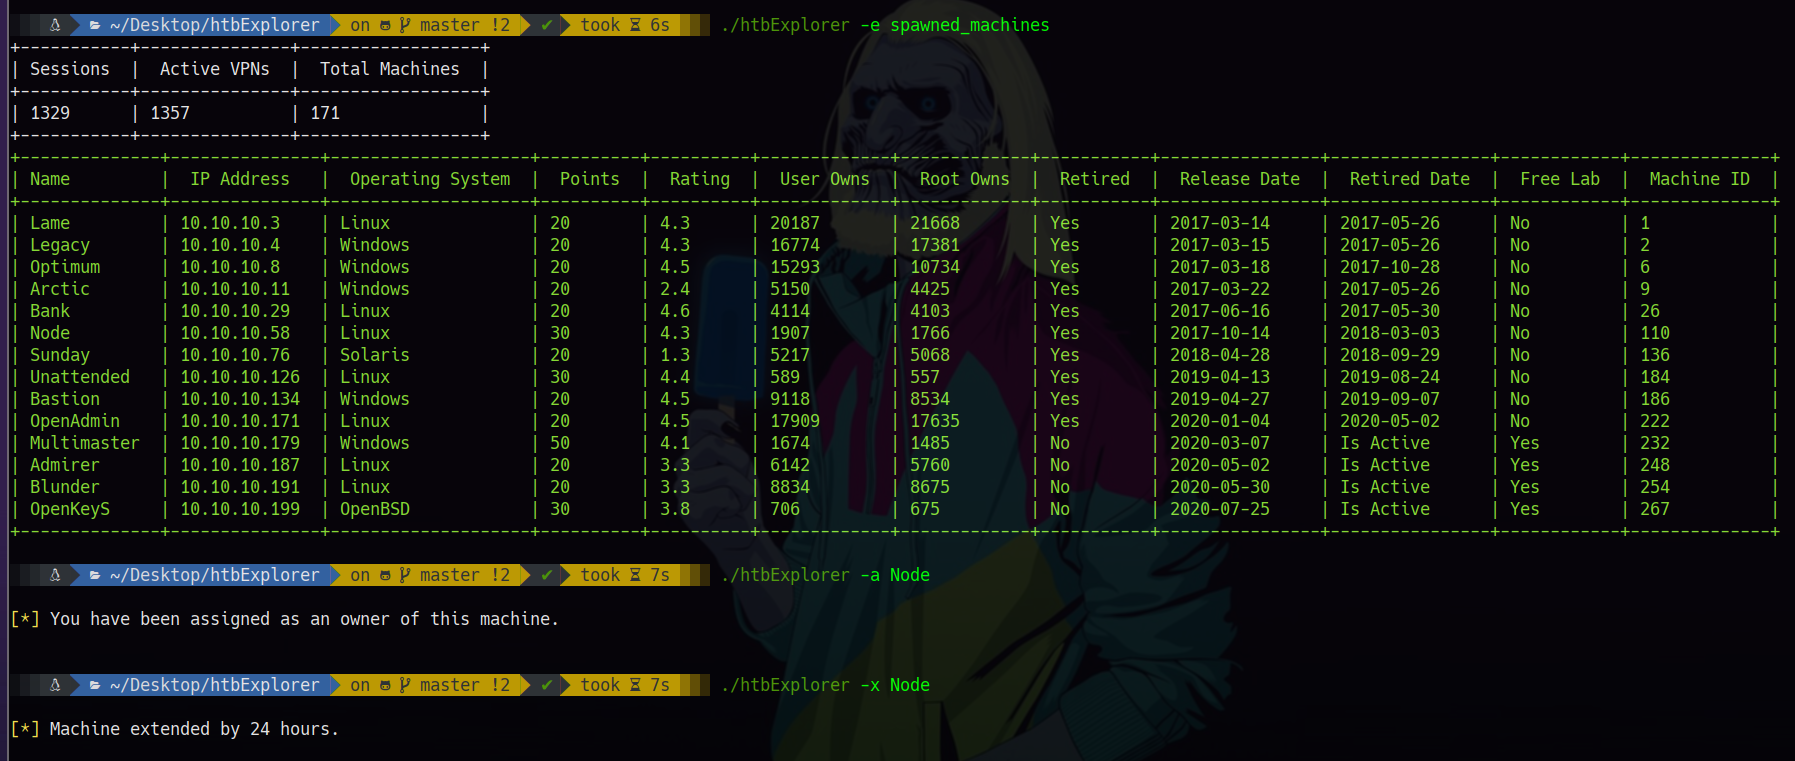 ~/Desktop/htbExplorer on master !2 ✔ took 6s ./htbExplorer -e spawned_machines
+-----------+---------------+------------------+
| Sessions | Active VPNs | Total Machines |
+-----------+---------------+------------------+
| 1329 | 1357 | 171 |
+-----------+---------------+------------------+
+--------------+---------------+--------------------+----------+----------+-------------+-------------+-----------+----------------+----------------+------------+--------------+
| Name | IP Address | Operating System | Points | Rating | User Owns | Root Owns | Retired | Release Date | Retired Date | Free Lab | Machine ID |
+--------------+---------------+--------------------+----------+----------+-------------+-------------+-----------+----------------+----------------+------------+--------------+
| Lame | 10.10.10.3 | Linux | 20 | 4.3 | 20187 | 21668 | Yes | 2017-03-14 | 2017-05-26 | No | 1 |
| Legacy | 10.10.10.4 | Windows | 20 | 4.3 | 16774 | 17381 | Yes | 2017-03-15 | 2017-05-26 | No | 2 |
| Optimum | 10.10.10.8 | Windows | 20 | 4.5 | 15293 | 10734 | Yes | 2017-03-18 | 2017-10-28 | No | 6 |
| Arctic | 10.10.10.11 | Windows | 20 | 2.4 | 5150 | 4425 | Yes | 2017-03-22 | 2017-05-26 | No | 9 |
| Bank | 10.10.10.29 | Linux | 20 | 4.6 | 4114 | 4103 | Yes | 2017-06-16 | 2017-05-30 | No | 26 |
| Node | 10.10.10.58 | Linux | 30 | 4.3 | 1907 | 1766 | Yes | 2017-10-14 | 2018-03-03 | No | 110 |
| Sunday | 10.10.10.76 | Solaris | 20 | 1.3 | 5217 | 5068 | Yes | 2018-04-28 | 2018-09-29 | No | 136 |
| Unattended | 10.10.10.126 | Linux | 30 | 4.4 | 589 | 557 | Yes | 2019-04-13 | 2019-08-24 | No | 184 |
| Bastion | 10.10.10.134 | Windows | 20 | 4.5 | 9118 | 8534 | Yes | 2019-04-27 | 2019-09-07 | No | 186 |
| OpenAdmin | 10.10.10.171 | Linux | 20 | 4.5 | 17909 | 17635 | Yes | 2020-01-04 | 2020-05-02 | No | 222 |
| Multimaster | 10.10.10.179 | Windows | 50 | 4.1 | 1674 | 1485 | No | 2020-03-07 | Is Active | Yes | 232 |
| Admirer | 10.10.10.187 | Linux | 20 | 3.3 | 6142 | 5760 | No | 2020-05-02 | Is Active | Yes | 248 |
| Blunder | 10.10.10.191 | Linux | 20 | 3.3 | 8834 | 8675 | No | 2020-05-30 | Is Active | Yes | 254 |
| OpenKeyS | 10.10.10.199 | OpenBSD | 30 | 3.8 | 706 | 675 | No | 2020-07-25 | Is Active | Yes | 267 |
+--------------+---------------+--------------------+----------+----------+-------------+-------------+-----------+----------------+----------------+------------+--------------+
~/Desktop/htbExplorer on master !2 ✔ took 7s ./htbExplorer -a Node
[*] You have been assigned as an owner of this machine.
~/Desktop/htbExplorer on master !2 ✔ took 7s ./htbExplorer -x Node
[*] Machine extended by 24 hours.